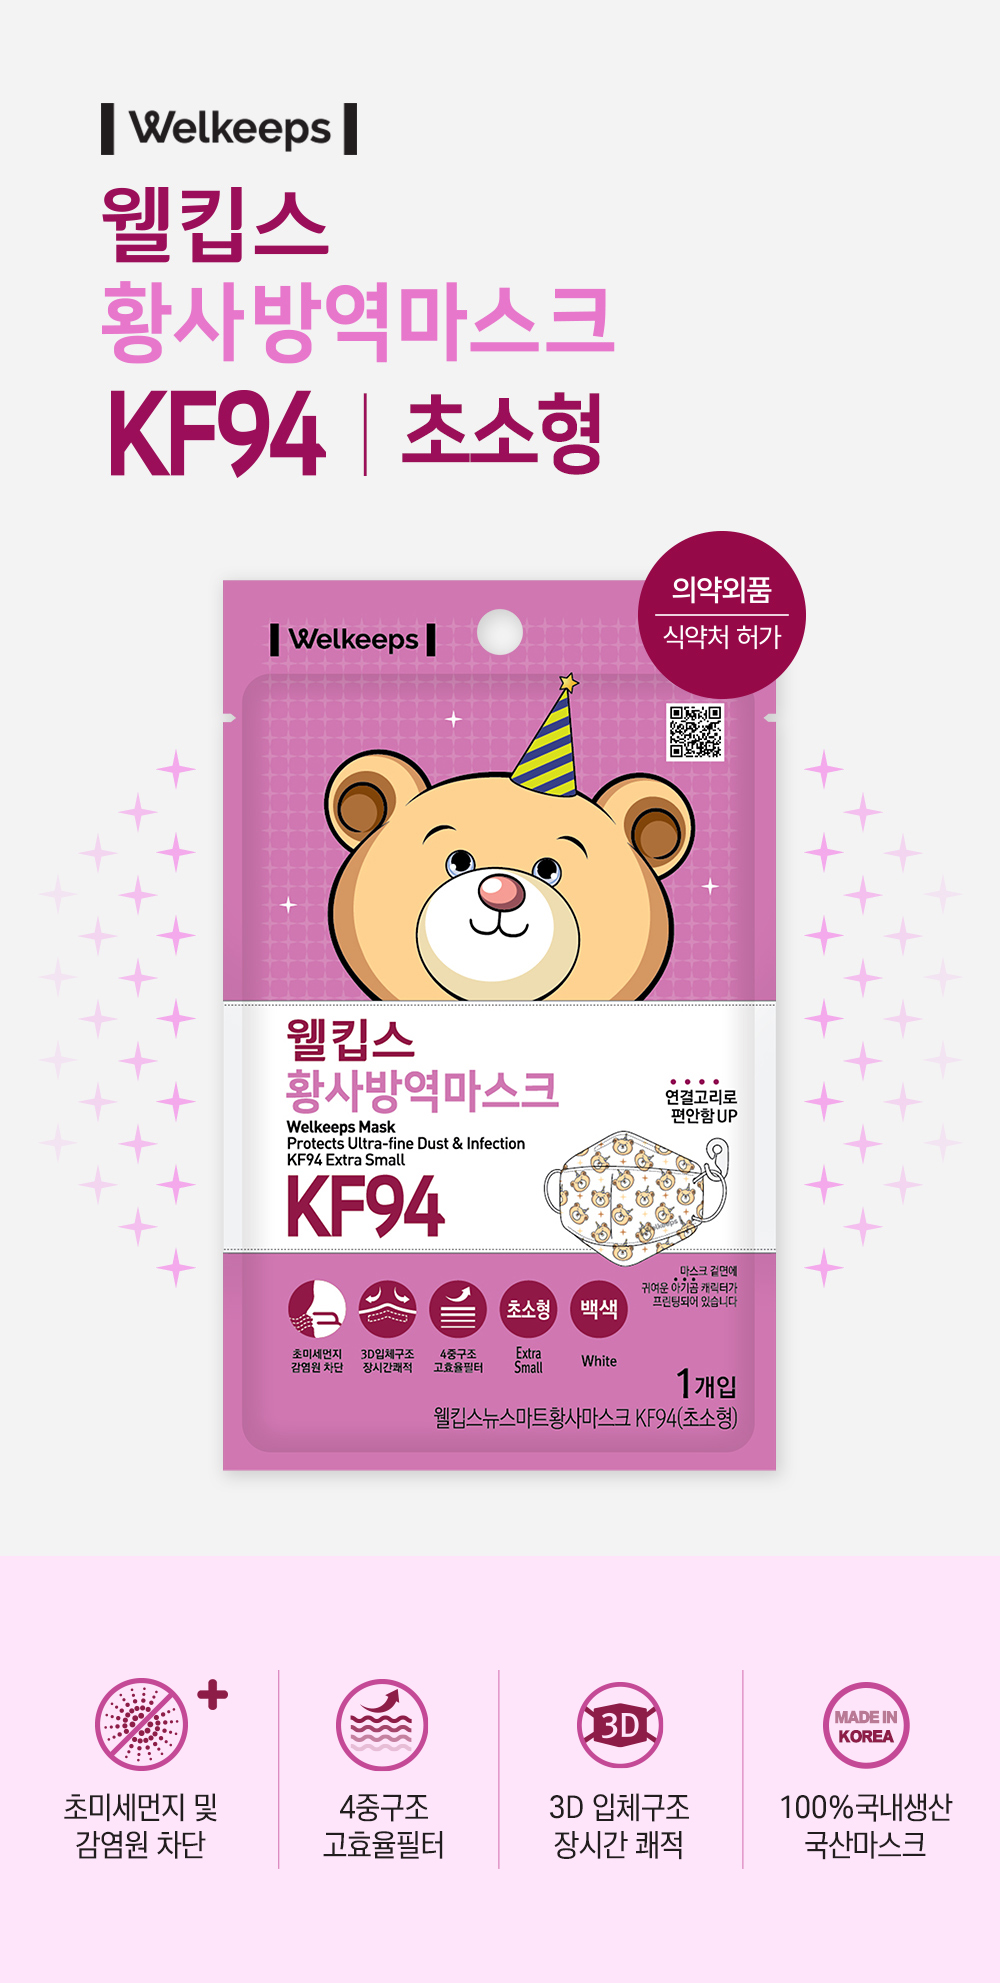 Welkeeps
웰킵스
황사방역마스크
KF94 | 초소형
의약외품
식약처 허가
Welkeeps
웰킵스
황사방역마스크
Welkeeps Mask
Protects Ultra-fine Dust & Infection
KF94 Extra Small
KF94
연결고리로
편안함 UP
마스크 겉면에
귀여운 아기곰 캐릭터가
프린팅되어 있습니다
초소형
백색
초미세먼지
감염원 차단
3D입체구조
장시간쾌적
4중구조
고효율필터
Extra
Small
White
1개입
웰킵스뉴스마트황사마스크 KF94(초소형)
3D
MADE IN
KOREA
초미세먼지 및
감염원 차단
4중구조
고효율필터
3D 입체구조
장시간 쾌적
100%국내생산
국산마스크